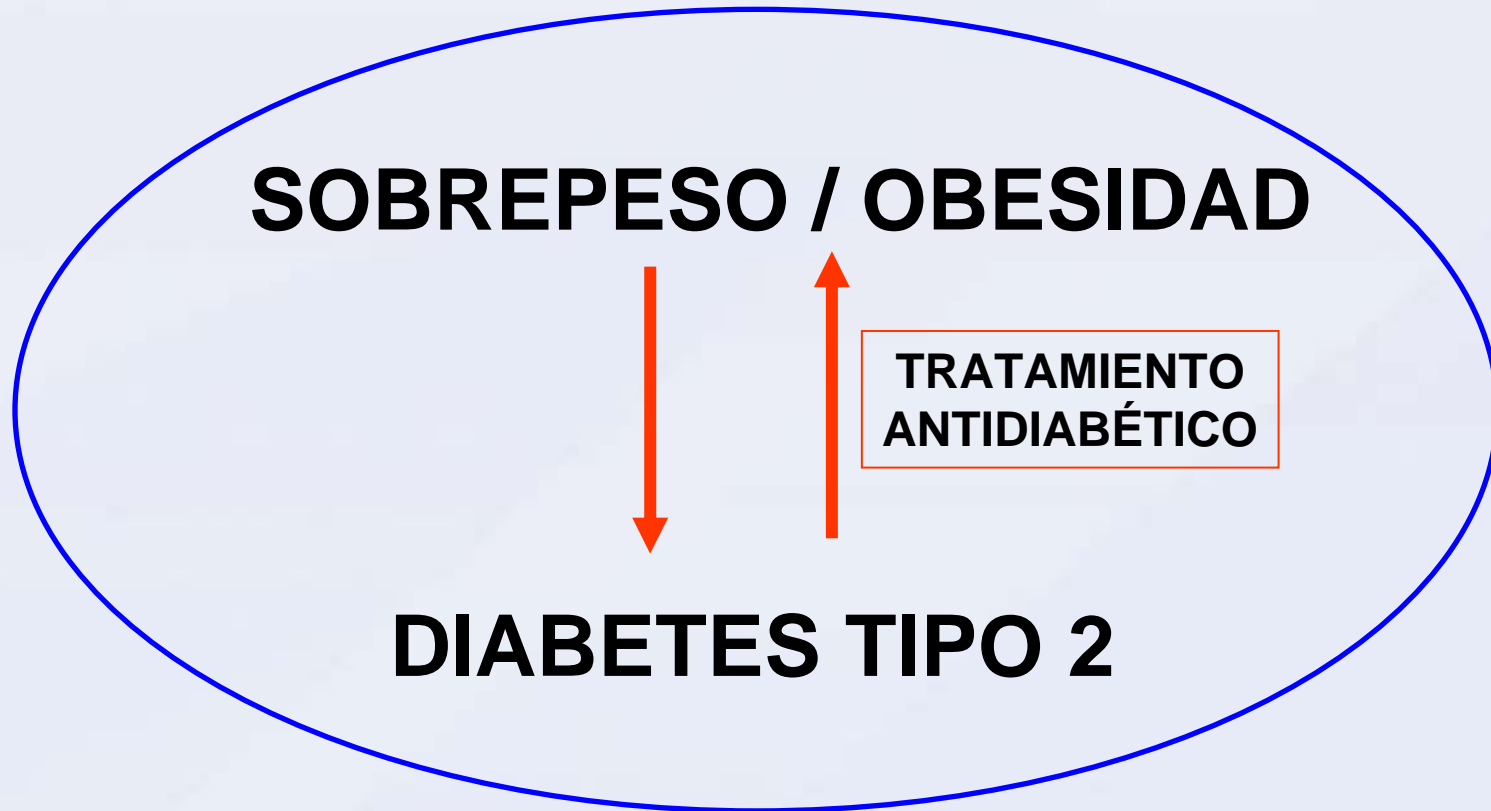 SOBREPESO / OBESIDAD
TRATAMIENTO
ANTIDIABÉTICO
DIABETES TIPO 2